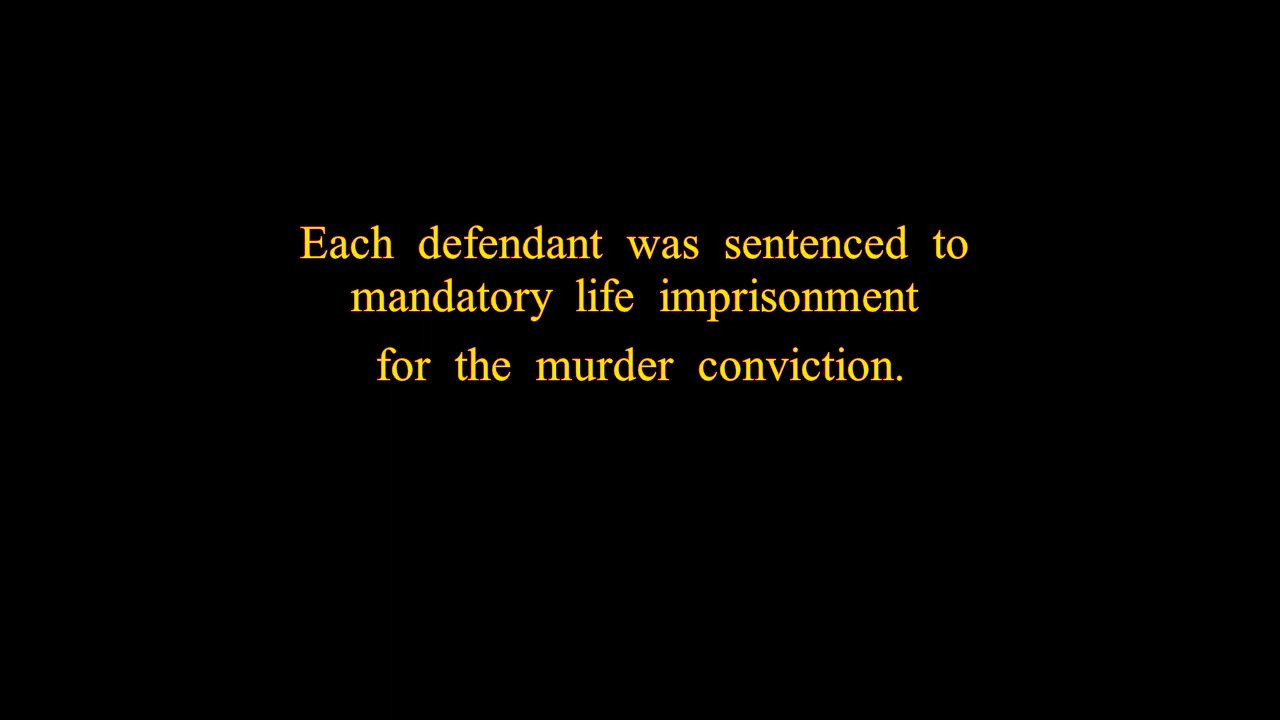 Each defendant was sentenced to
mandatory life imprisonment
for the murder conviction.